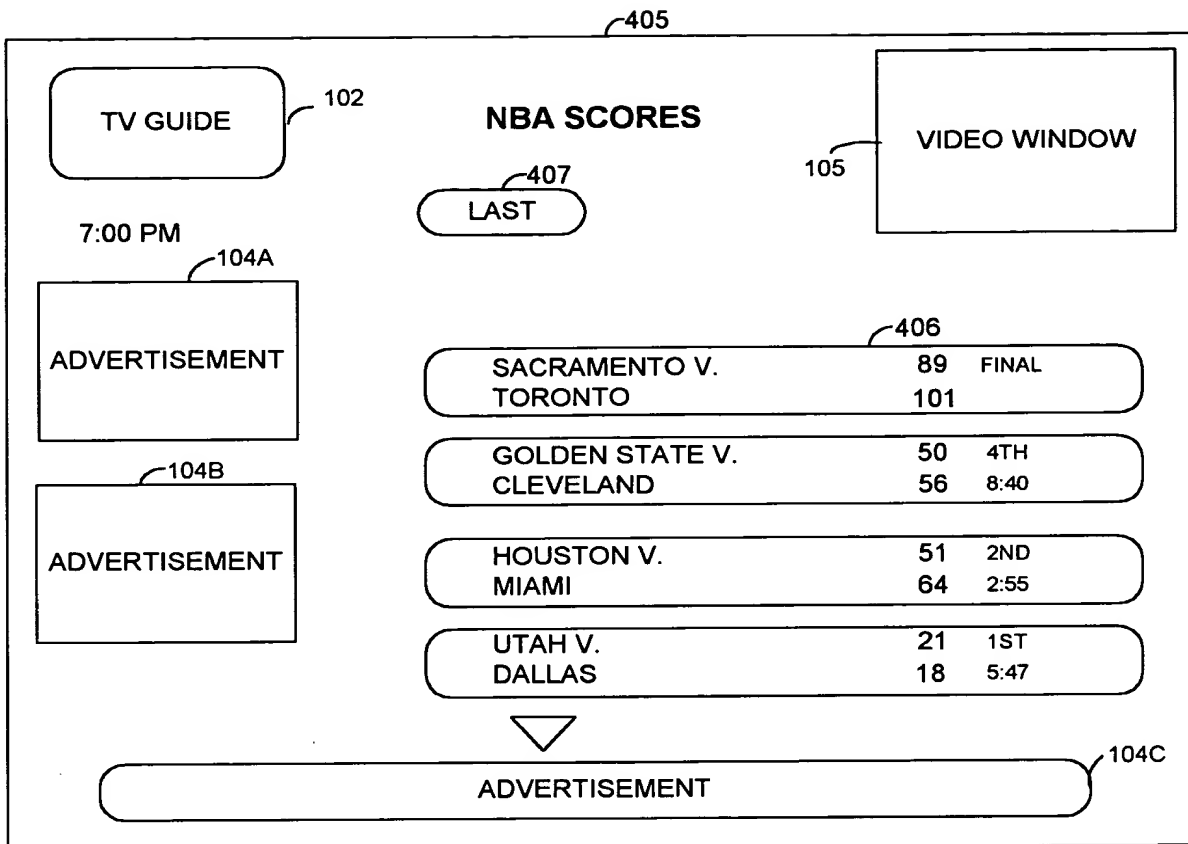 405
TV GUIDE
102
NBA SCORES
VIDEO WINDOW
105
407
LAST
7:00 PM
104A
ADVERTISEMENT
406
SACRAMENTO V. 89 FINAL
TORONTO 101
GOLDEN STATE V. 50 4TH
CLEVELAND 56 8:40
104B
ADVERTISEMENT
HOUSTON V. 51 2ND
MIAMI 64 2:55
UTAH V. 21 1ST
DALLAS 18 5:47
104C
ADVERTISEMENT